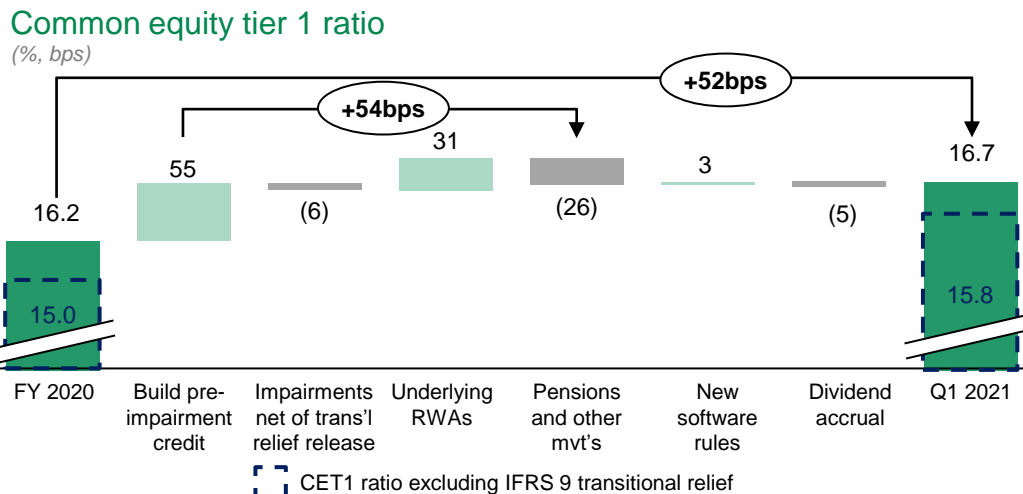 Common equity tier 1 ratio
(%, bps)
+52bps
+54bps
16.2
55
(6)
31
(26)
3
(5)
16.7
15.0
15.8
FY 2020
Build pre-
impairment
credit
Impairments
net of trans'l
relief release
Underlying
RWAs
Pensions
and other
mvt's
New
software
rules
Dividend
accrual
Q1 2021
CET1 ratio excluding IFRS 9 transitional relief